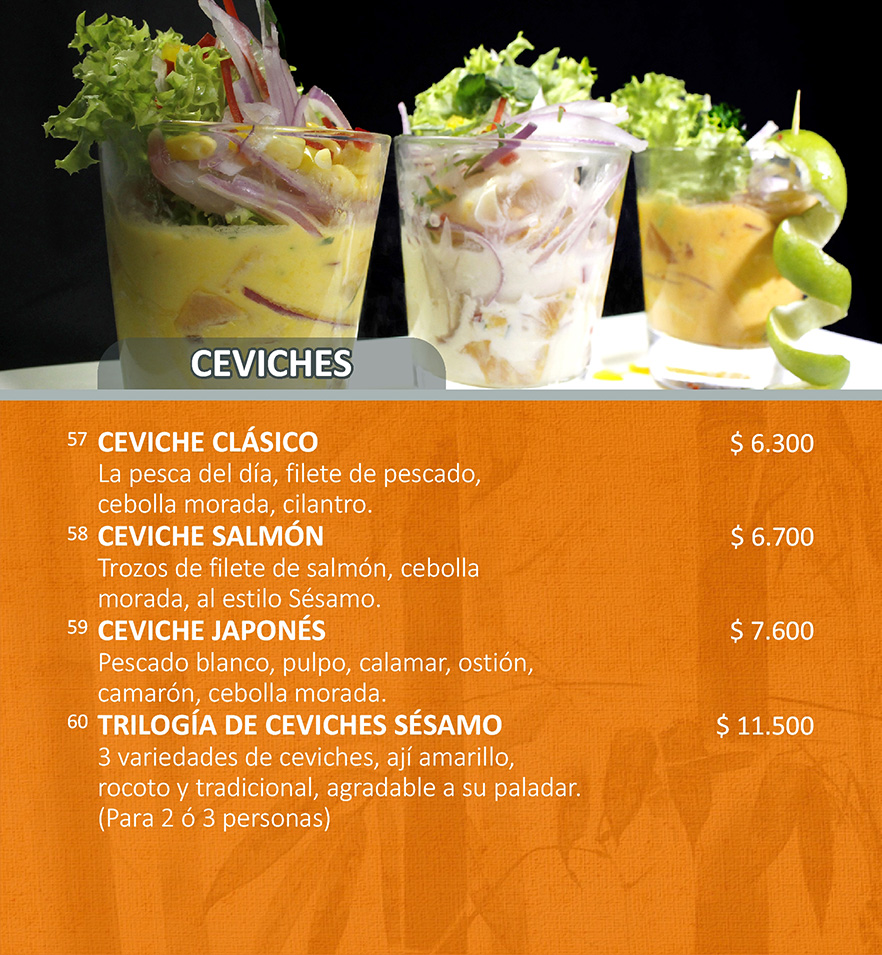 CEVICHES
57 CEVICHE CLÁSICO $ 6.300
La pesca del día, filete de pescado,
cebolla morada, cilantro.
58 CEVICHE SALMÓN $ 6.700
Trozos de filete de salmón, cebolla
morada, al estilo Sésamo.
59 CEVICHE JAPONÉS $ 7.600
Pescado blanco, pulpo, calamar, ostión,
camarón, cebolla morada.
60 TRILOGÍA DE CEVICHES SÉSAMO $ 11.500
3 variedades de ceviches, ají amarillo,
rocoto y tradicional, agradable a su paladar.
(Para 2 ó 3 personas)